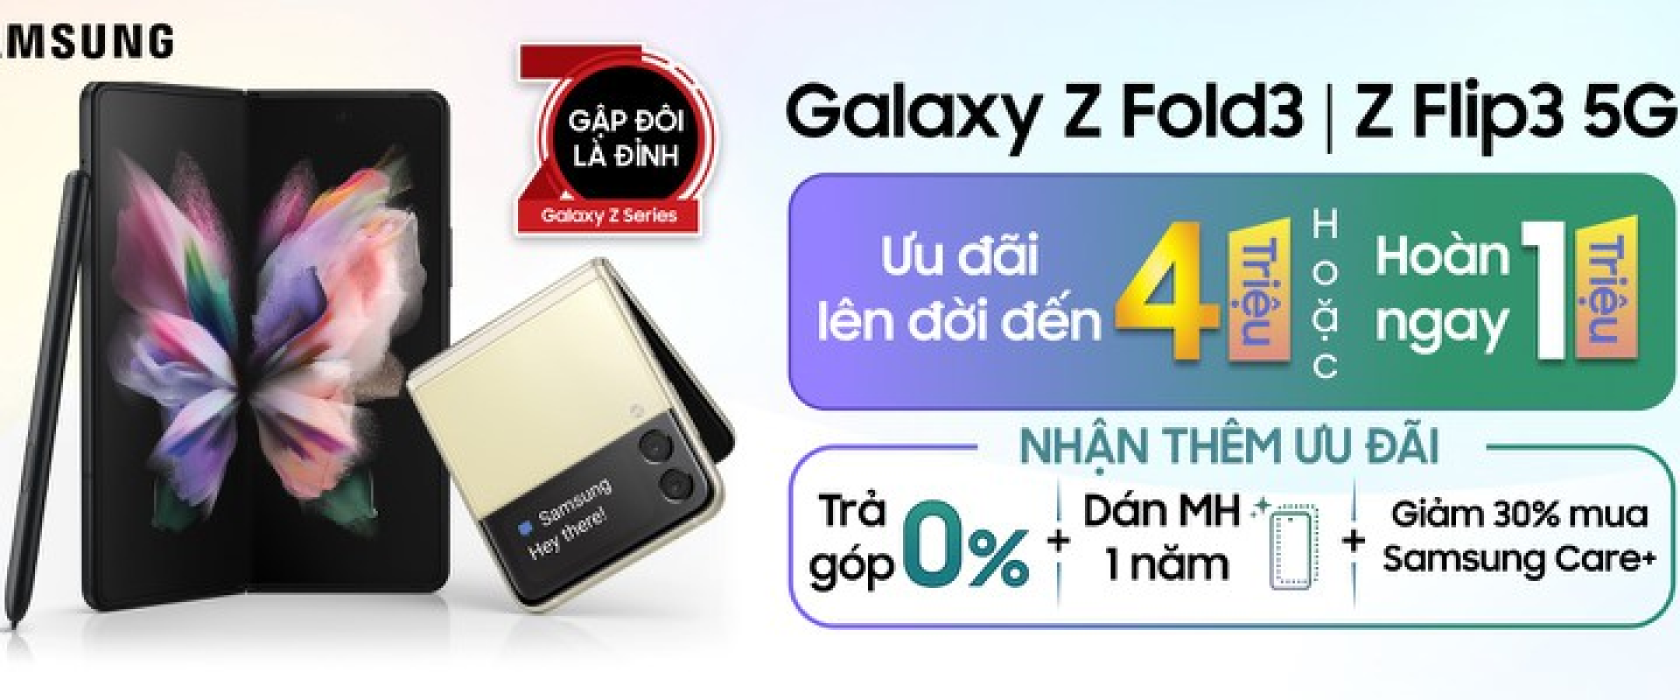 AMSUNG
GẬP ĐÔI
LÀ ĐỈNH
Galaxy Z Series
Samsung
Hey there!
Galaxy Z Fold3 | Z Flip3 5G
Ưu đãi
lên đời đến
4 Triệu
Hoặc
Hoàn
ngay
1 Triệu
NHẬN THÊM ƯU ĐÃI
Trả
góp 0%
+
Dán MH
1 năm
+
Giảm 30% mua
Samsung Care+